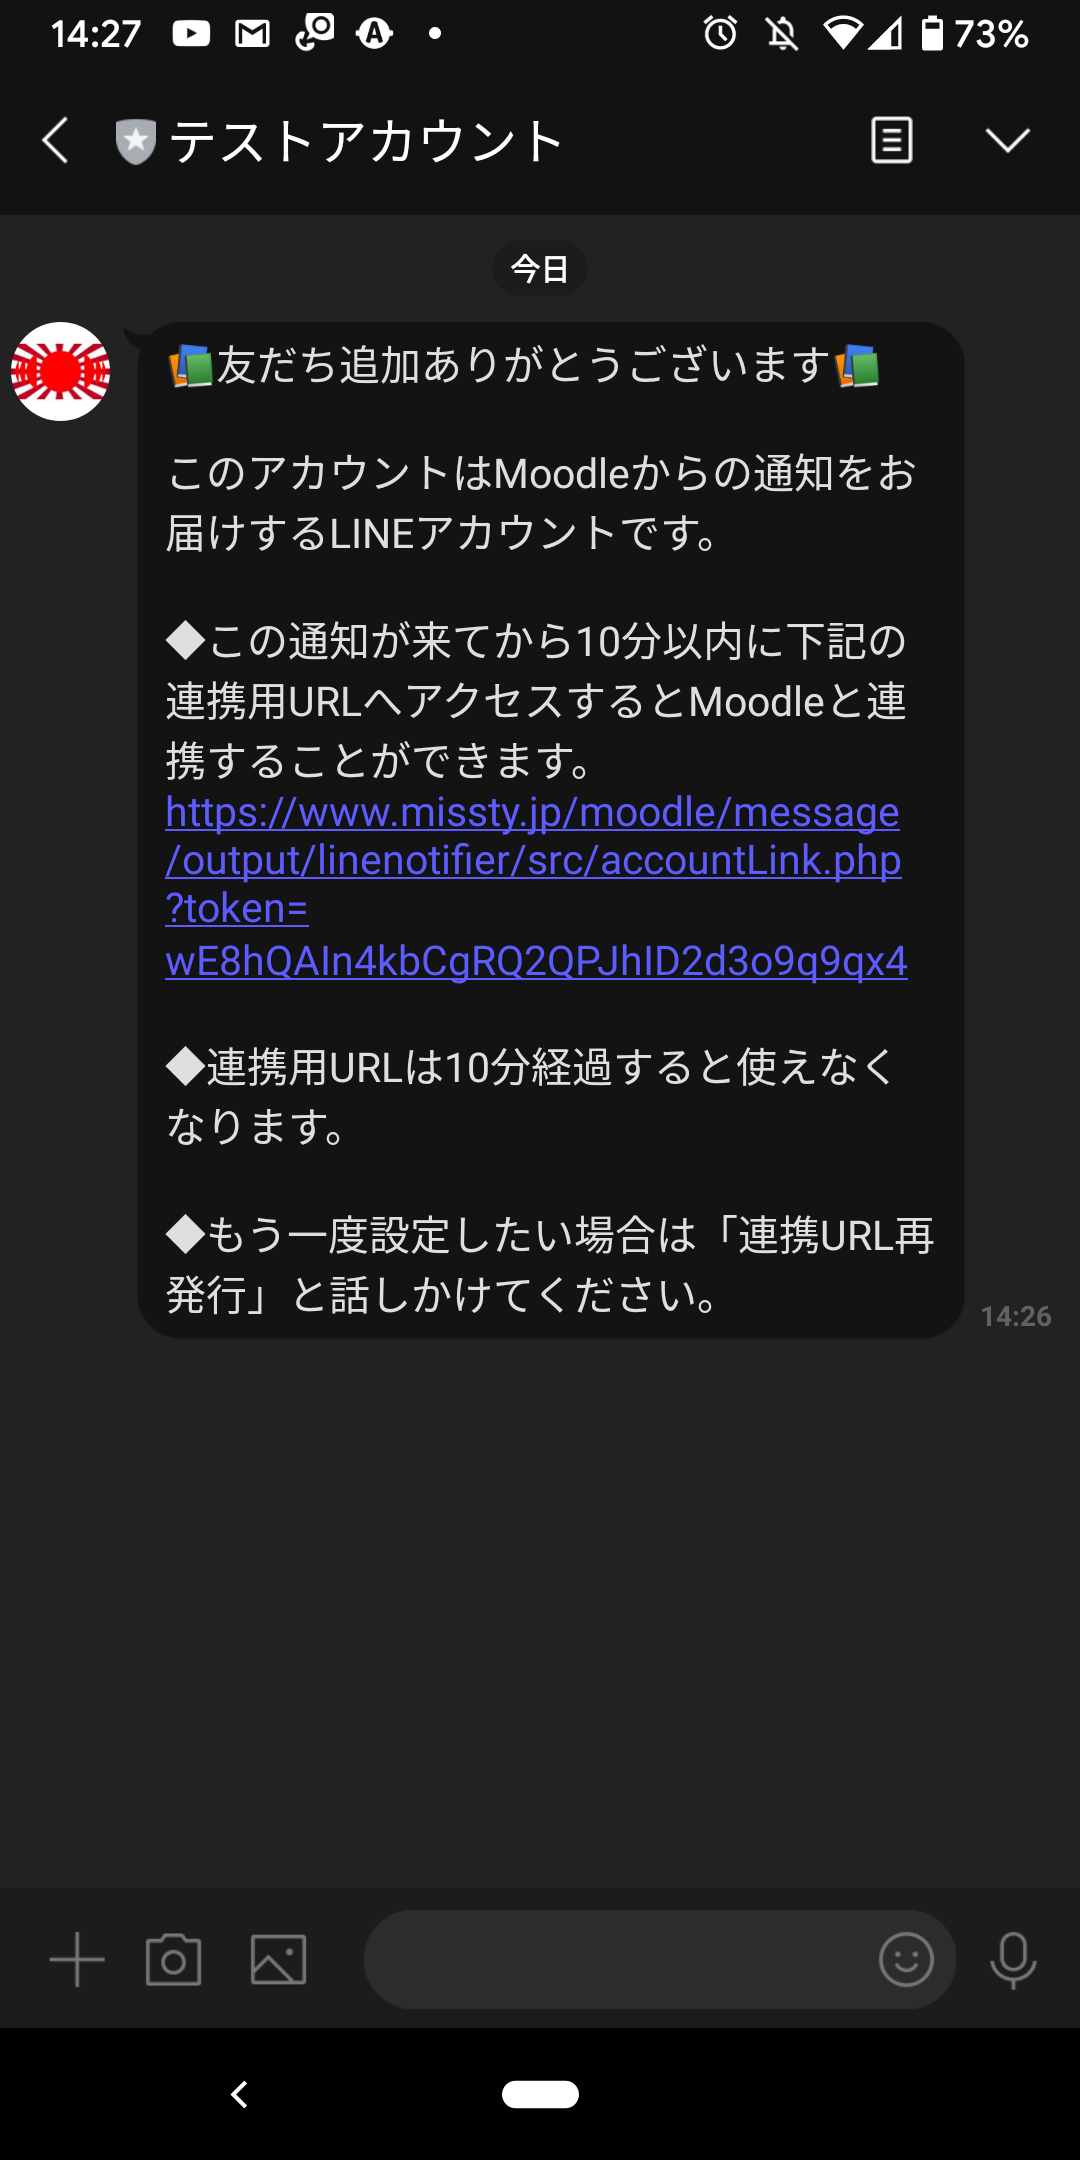 14:27
73%
テストアカウント
今日
友だち追加ありがとうございます
このアカウントはMoodleからの通知をお
届けするLINEアカウントです。
◆この通知が来てから10分以内に下記の
連携用URLへアクセスするとMoodleと連
携することができます。
https://www.missty.jp/moodle/message
/output/linenotifier/src/accountLink.php
?token=
wE8hQAIn4kbCgRQ2QPJhID2d3o9q9qx4
◆連携用URLは10分経過すると使えなく
なります。
◆もう一度設定したい場合は「連携URL再
発行」と話しかけてください。
14:26